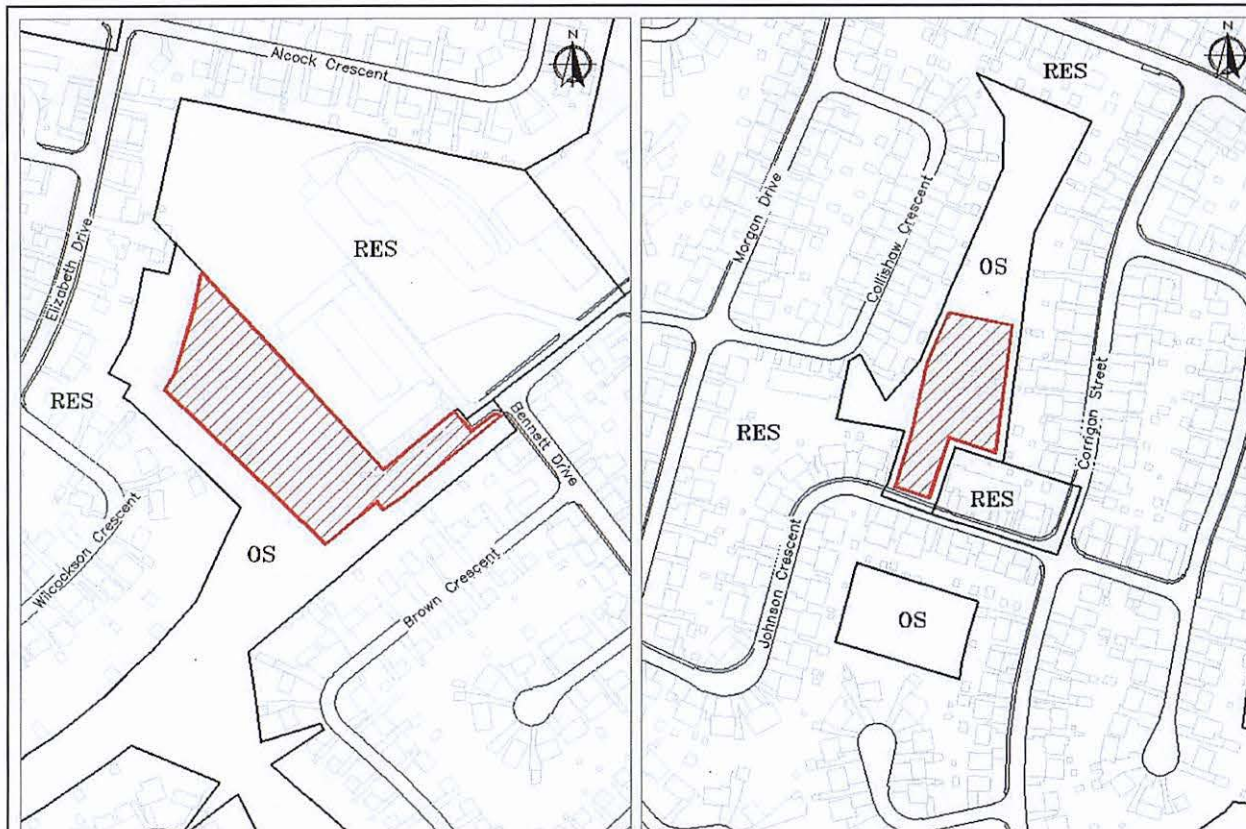 N
Alcock Crescent
RES
Elizabeth Drive
RES
Bennett Drive
OS
Wilcockson Crescent
Brown Crescent
N
RES
Morgan Drive
Collishaw Crescent
OS
Corrigan Street
RES
RES
Johnson Crescent
OS